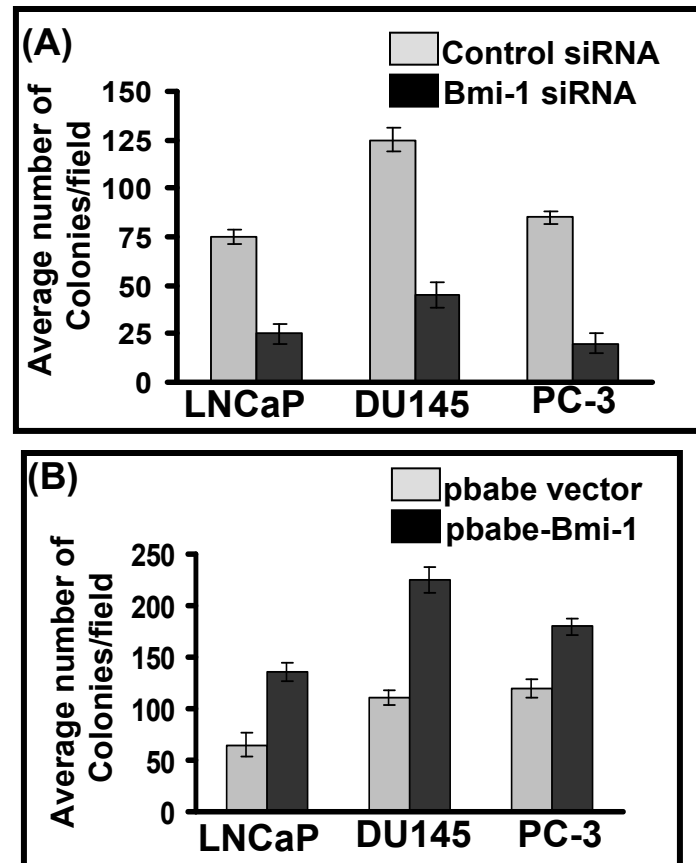 (A)
Control siRNA
Bmi-1 siRNA
Average number of
Colonies/field
150
125
100
75
50
25
0
LNCaP DU145 PC-3
(B)
pbabe vector
pbabe-Bmi-1
Average number of
Colonies/field
250
200
150
100
50
0
LNCaP DU145 PC-3